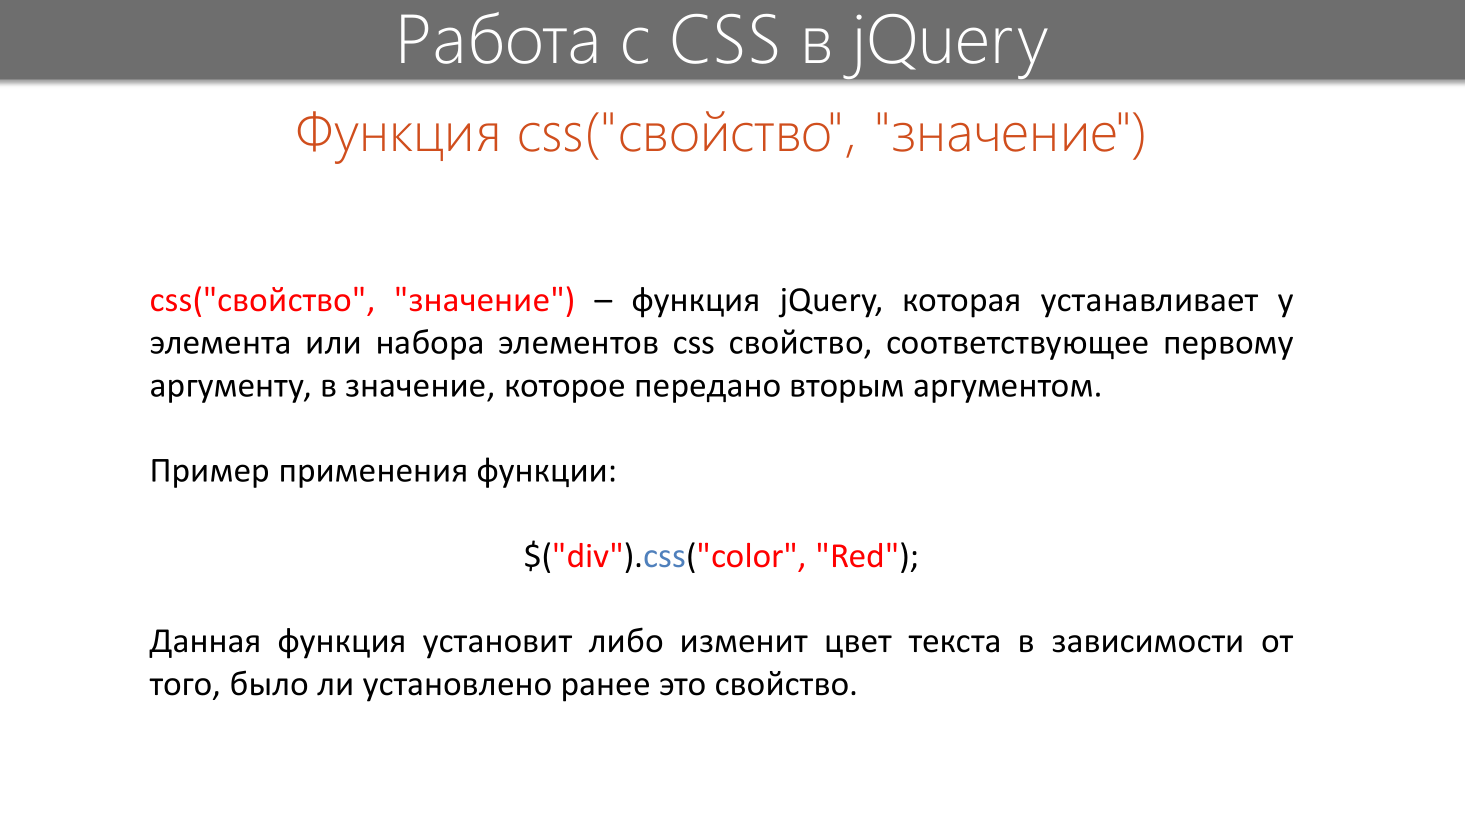 Работа с CSS в jQuery
Функция css("свойство", "значение")
css("свойство", "значение") – функция jQuery, которая устанавливает у
элемента или набора элементов css свойство, соответствующее первому
аргументу, в значение, которое передано вторым аргументом.
Пример применения функции:
$("div").css("color", "Red");
Данная функция установит либо изменит цвет текста в зависимости от
того, было ли установлено ранее это свойство.